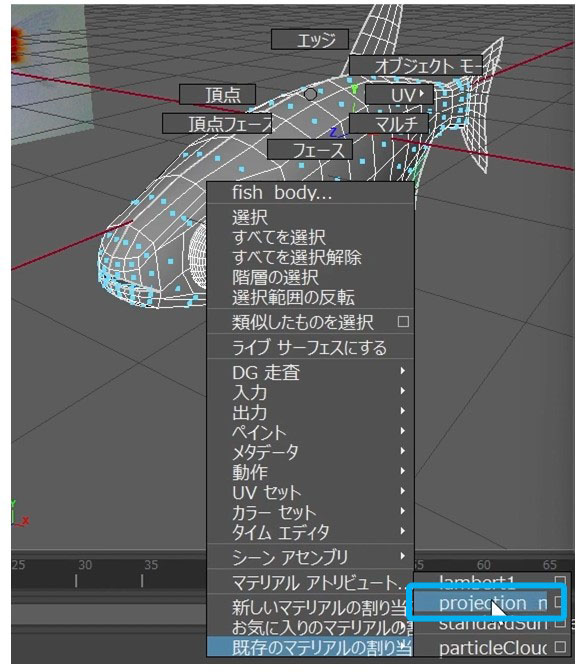 エッジ
オブジェクト モー
頂点
UV
頂点フェース
マルチ
Z
フェース
fish body...
選択
すべてを選択
すべてを選択解除
階層の選択
選択範囲の反転
類似したものを選択
ライブ サーフェスにする
DG 走査
入力
出力
ペイント
メタデータ
動作
UV セット
カラー セット
タイム エディタ
シーン アセンブリ
マテリアル アトリビュート..
新しいマテリアルの割り当
お気に入りのマテリアルの
既存のマテリアルの割り当
lambert1
projection_m
standardSurf
particleCloud
Y
x
25 30 35 55 60 65